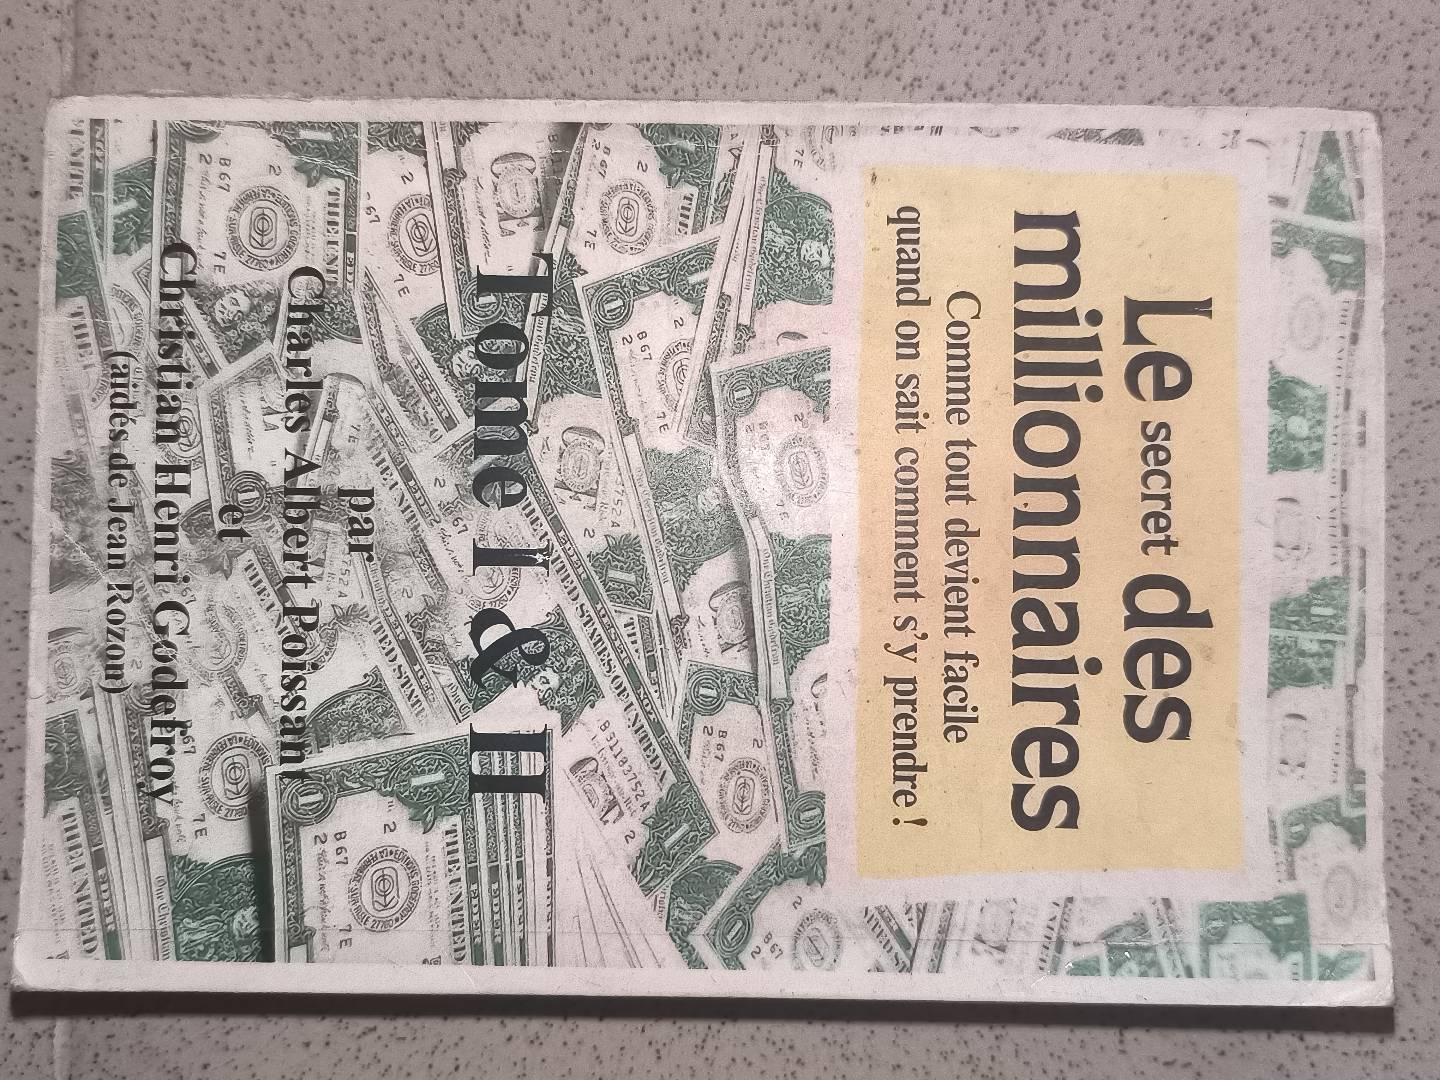 Le secret des
millionnaires
Comme tout devient facile
quand on sait comment s'y prendre !
Tome I & II
par
Charles Albert Poissant
et
Christian Henri Godefroy
(aidés de Jean Rozon)